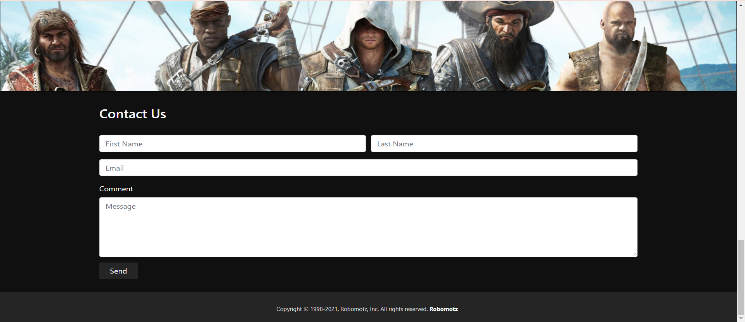 Contact Us
First Name Last Name
Email
Comment
Message
Send
Copyright © 1998-2021, Robomotz, Inc. All rights reserved. Robomotz